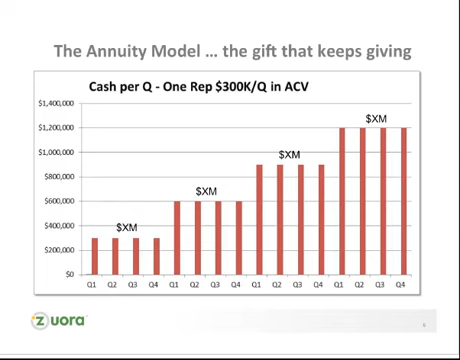 The Annuity Model ... the gift that keeps giving
Cash per Q - One Rep $300K/Q in ACV
$1,400,000
$1,200,000
$1,000,000
$800,000
$600,000
$400,000
$200,000
$0
$XM
$XM
$XM
$XM
Q1 Q2 Q3 Q4 Q1 Q2 Q3 Q4 Q1 Q2 Q3 Q4 Q1 Q2 Q3 Q4
zuora
6